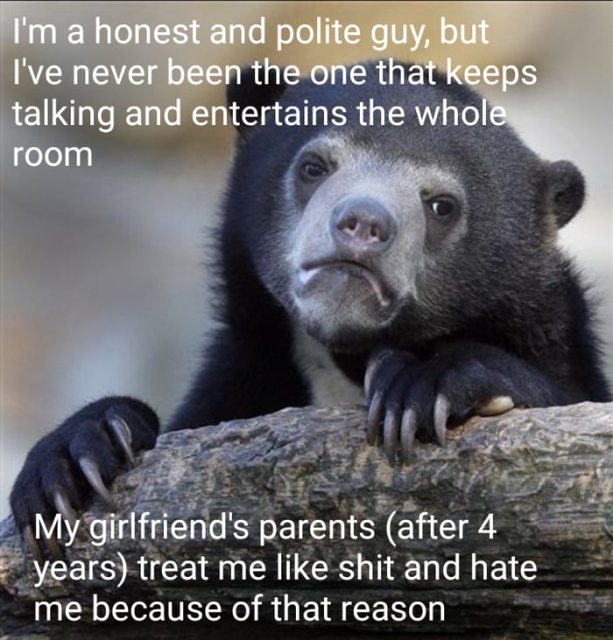 I'm a honest and polite guy, but
I've never been the one that keeps
talking and entertains the whole
room
My girlfriend's parents (after 4
years) treat me like shit and hate
me because of that reason